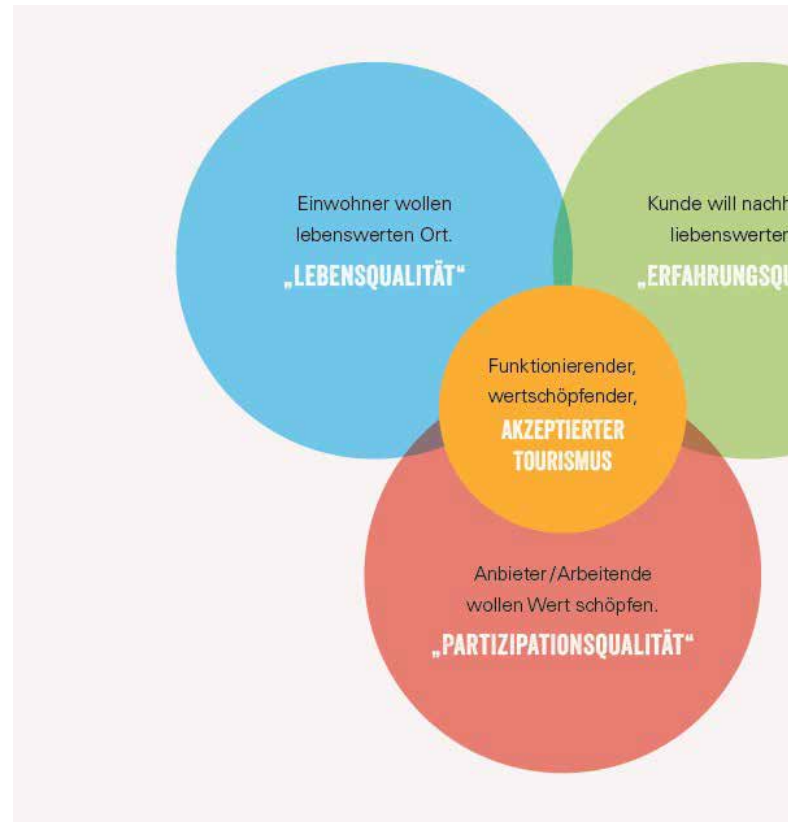 Einwohner wollen
lebenswerten Ort.
„LEBENSQUALITÄT“
Kunde will
liebenswerten
Funktionierender,
wertschöpfender,
AKZEPTIERTER
TOURISMUS
Anbieter/Arbeitende
wollen Wert schöpfen.
„PARTIZIPATIONSQUALITÄT“